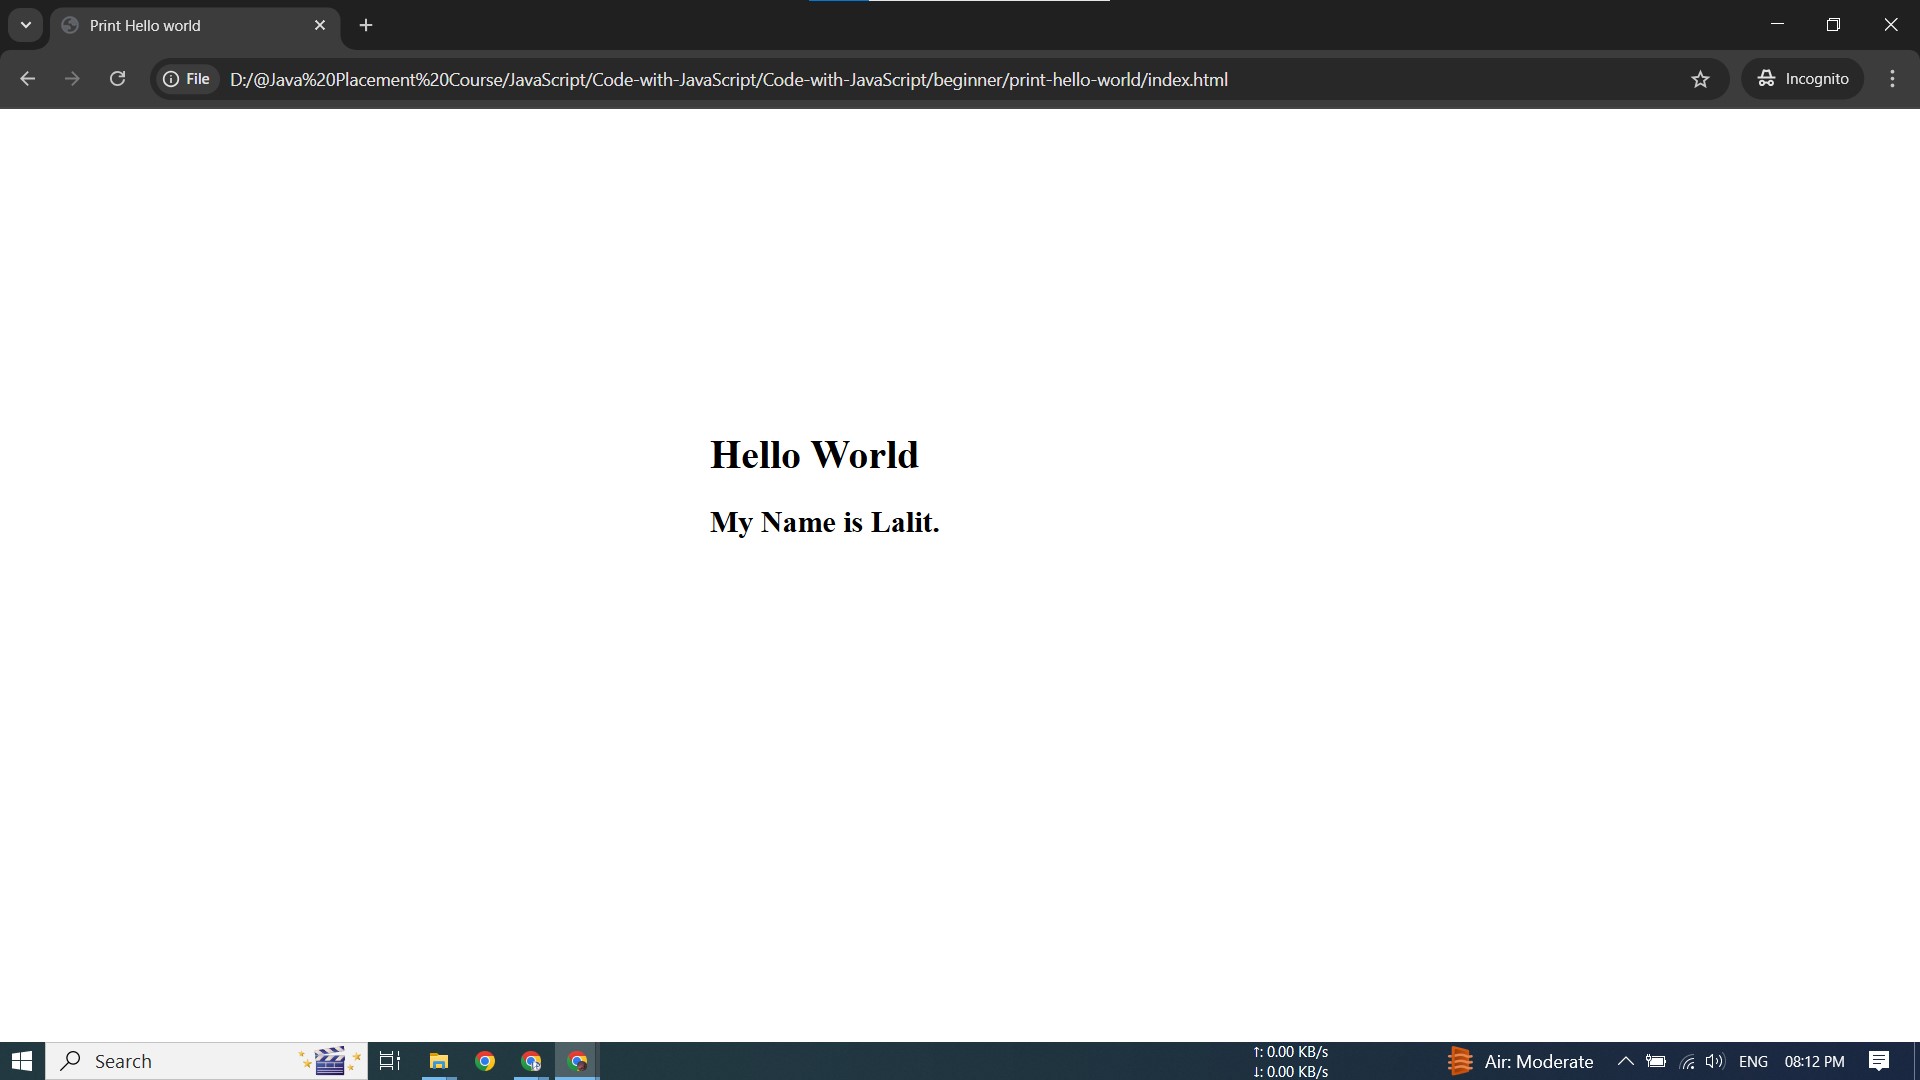 Print Hello world
File
D:/@Java%20Placement%20Course/JavaScript/Code-with-JavaScript/Code-with-JavaScript/beginner/print-hello-world/index.html
Incognito
Hello World
My Name is Lalit.
Search
↑: 0.00 KB/s
↓: 0.00 KB/s
Air: Moderate
ENG
08:12 PM